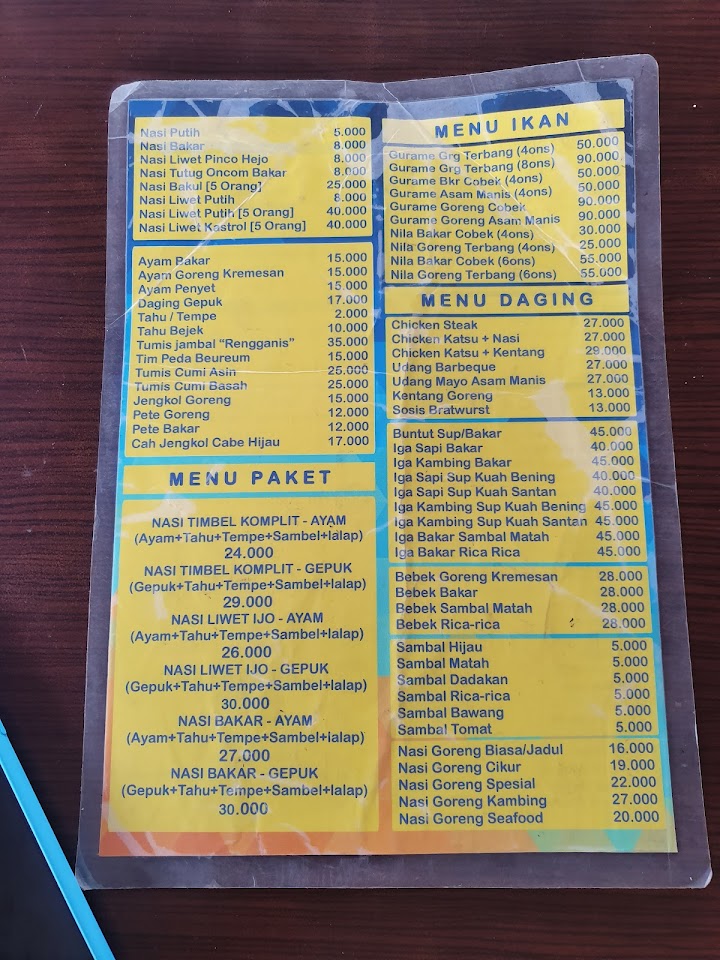 Nasi Putih 5.000
Nasi Bakar 8.000
Nasi Liwet Pinco Hejo 8.000
Nasi Tutug Oncom Bakar 8.000
Nasi Bakul [5 Orang] 25.000
Nasi Liwet Putih 8.000
Nasi Liwet Putih [5 Orang] 40.000
Nasi Liwet Kastrol [5 Orang] 40.000
Ayam Bakar 15.000
Ayam Goreng Kremesan 15.000
Ayam Penyet 15.000
Daging Gepuk 17.000
Tahu / Tempe 2.000
Tahu Bejek 10.000
Tumis jambal "Rengganis" 35.000
Tim Peda Beureum 15.000
Tumis Cumi Asin 25.000
Tumis Cumi Basah 25.000
Jengkol Goreng 15.000
Pete Goreng 12.000
Pete Bakar 12.000
Cah Jengkol Cabe Hijau 17.000
MENU PAKET
NASI TIMBEL KOMPLIT - AYAM
(Ayam+Tahu+Tempe+Sambel+lalap)
24.000
NASI TIMBEL KOMPLIT - GEPUK
(Gepuk+Tahu+Tempe+Sambel+lalap)
29.000
NASI LIWET IJO - AYAM
(Ayam+Tahu+Tempe+Sambel+lalap)
26.000
NASI LIWET IJO - GEPUK
(Gepuk+Tahu+Tempe+Sambel+lalap)
30.000
NASI BAKAR - AYAM
(Ayam+Tahu+Tempe+Sambel+lalap)
27.000
NASI BAKAR - GEPUK
(Gepuk+Tahu+Tempe+Sambel+lalap)
30.000
MENU IKAN
Gurame Grg Terbang (4ons) 50.000
Gurame Grg Terbang (8ons) 90.000
Gurame Bkr Cobek (4ons) 50.000
Gurame Asam Manis (4ons) 50.000
Gurame Goreng Cobek 90.000
Gurame Goreng Asam Manis 90.000
Nila Bakar Cobek (4ons) 30.000
Nila Goreng Terbang (4ons) 25.000
Nila Bakar Cobek (6ons) 55.000
Nila Goreng Terbang (6ons) 55.000
MENU DAGING
Chicken Steak 27.000
Chicken Katsu + Nasi 27.000
Chicken Katsu + Kentang 29.000
Udang Barbeque 27.000
Udang Mayo Asam Manis 27.000
Kentang Goreng 13.000
Sosis Bratwurst 13.000
Buntut Sup/Bakar 45.000
Iga Sapi Bakar 40.000
Iga Kambing Bakar 45.000
Iga Sapi Sup Kuah Bening 40.000
Iga Sapi Sup Kuah Santan 40.000
Iga Kambing Sup Kuah Bening 45.000
Iga Kambing Sup Kuah Santan 45.000
Iga Bakar Sambal Matah 45.000
Iga Bakar Rica Rica 45.000
Bebek Goreng Kremesan 28.000
Bebek Bakar 28.000
Bebek Sambal Matah 28.000
Bebek Rica-rica 28.000
Sambal Hijau 5.000
Sambal Matah 5.000
Sambal Dadakan 5.000
Sambal Rica-rica 5.000
Sambal Bawang 5.000
Sambal Tomat 5.000
Nasi Goreng Biasa/Jadul 16.000
Nasi Goreng Cikur 19.000
Nasi Goreng Spesial 22.000
Nasi Goreng Kambing 27.000
Nasi Goreng Seafood 20.000